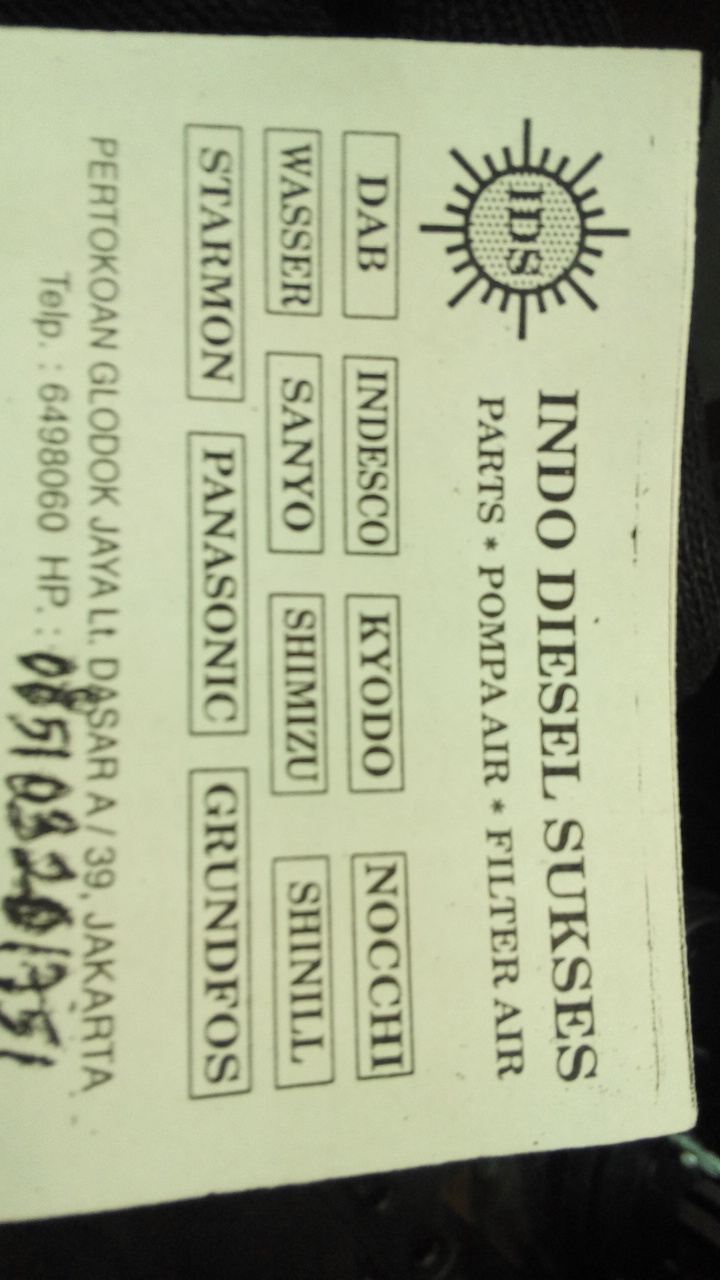 IDS
INDO DIESEL SUKSES
PARTS * POMPA AIR * FILTER AIR
DAB INDESCO KYODO NOCCHI
WASSER SANYO SHIMIZU SHINILL
STARMON PANASONIC GRUNDFOS
PERTOKOAN GLODOK JAYA Lt. DASAR A / 39, JAKARTA
Telp. : 6498060 HP. :